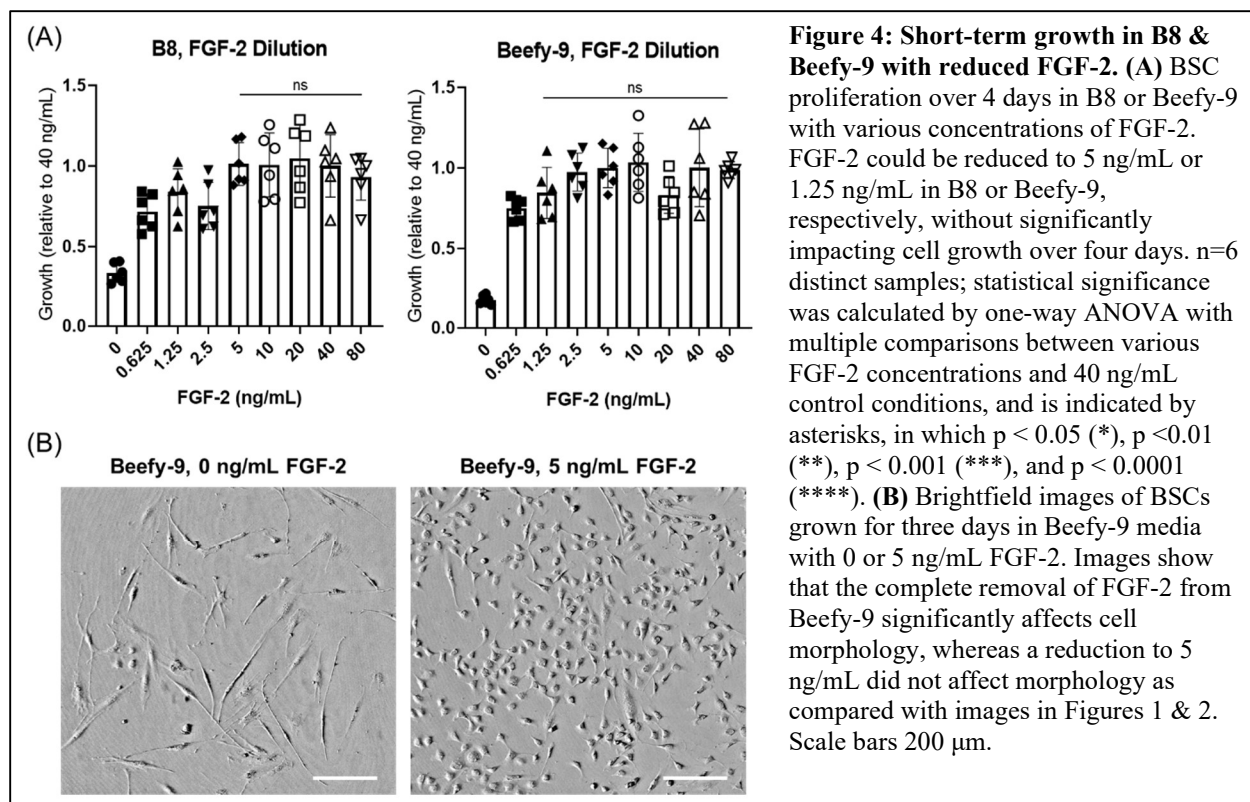 (A)
B8, FGF-2 Dilution
ns
1.5
1.0
0.5
0.0
Growth (relative to 40 ng/mL)
0
0.625
1.25
2.5
5
10
20
40
80
FGF-2 (ng/mL)
Beefy-9, FGF-2 Dilution
ns
1.5
1.0
0.5
0.0
Growth (relative to 40 ng/mL)
0
0.625
1.25
2.5
5
10
20
40
80
FGF-2 (ng/mL)
(B)
Beefy-9, 0 ng/mL FGF-2
Beefy-9, 5 ng/mL FGF-2
Figure 4: Short-term growth in B8 &
Beefy-9 with reduced FGF-2. (A) BSC
proliferation over 4 days in B8 or Beefy-9
with various concentrations of FGF-2.
FGF-2 could be reduced to 5 ng/mL or
1.25 ng/mL in B8 or Beefy-9,
respectively, without significantly
impacting cell growth over four days. n=6
distinct samples; statistical significance
was calculated by one-way ANOVA with
multiple comparisons between various
FGF-2 concentrations and 40 ng/mL
control conditions, and is indicated by
asterisks, in which p < 0.05 (*), p <0.01
(**), p < 0.001 (***), and p < 0.0001
(****). (B) Brightfield images of BSCs
grown for three days in Beefy-9 media
with 0 or 5 ng/mL FGF-2. Images show
that the complete removal of FGF-2 from
Beefy-9 significantly affects cell
morphology, whereas a reduction to 5
ng/mL did not affect morphology as
compared with images in Figures 1 & 2.
Scale bars 200 μm.